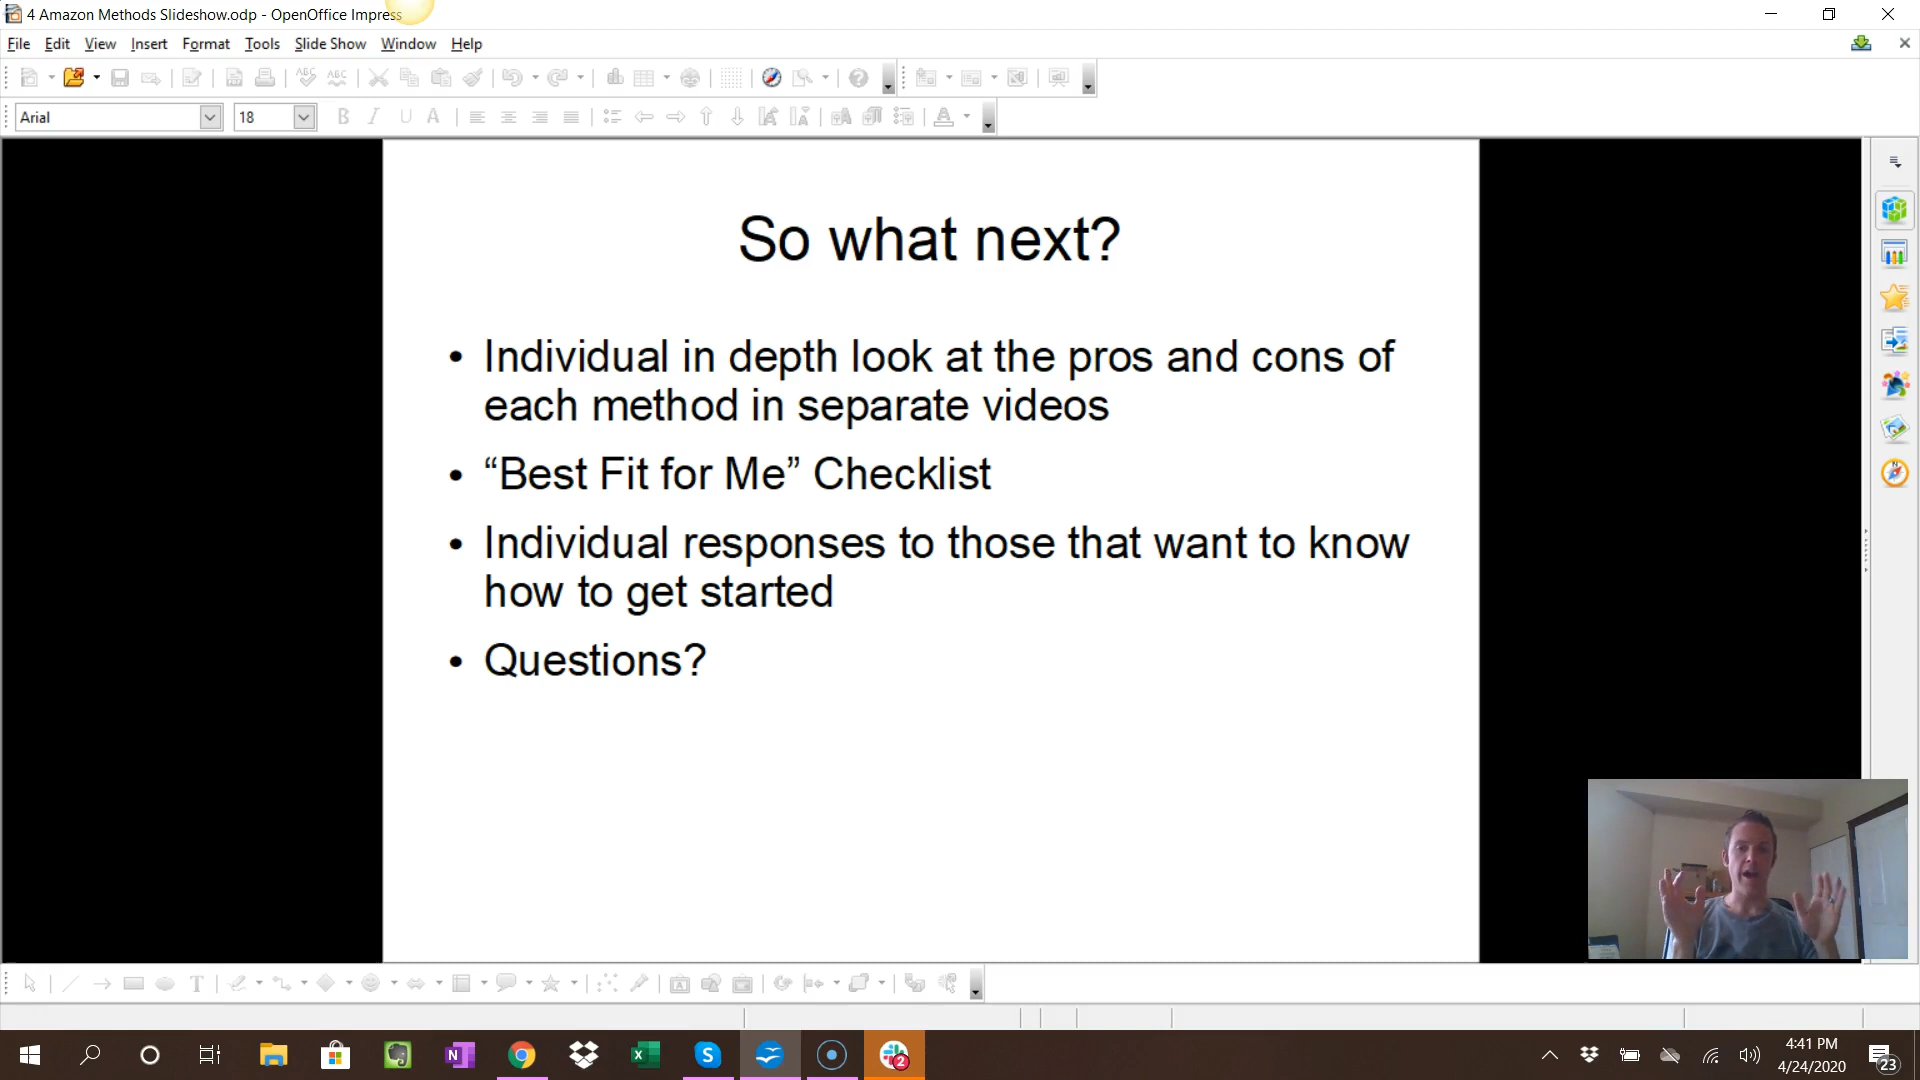 4 Amazon Methods Slideshow.odp - OpenOffice Impress
File Edit View Insert Format Tools Slide Show Window Help
Arial 18
So what next?
• Individual in depth look at the pros and cons of
each method in separate videos
• “Best Fit for Me” Checklist
• Individual responses to those that want to know
how to get started
• Questions?
4:41 PM
4/24/2020
23
2